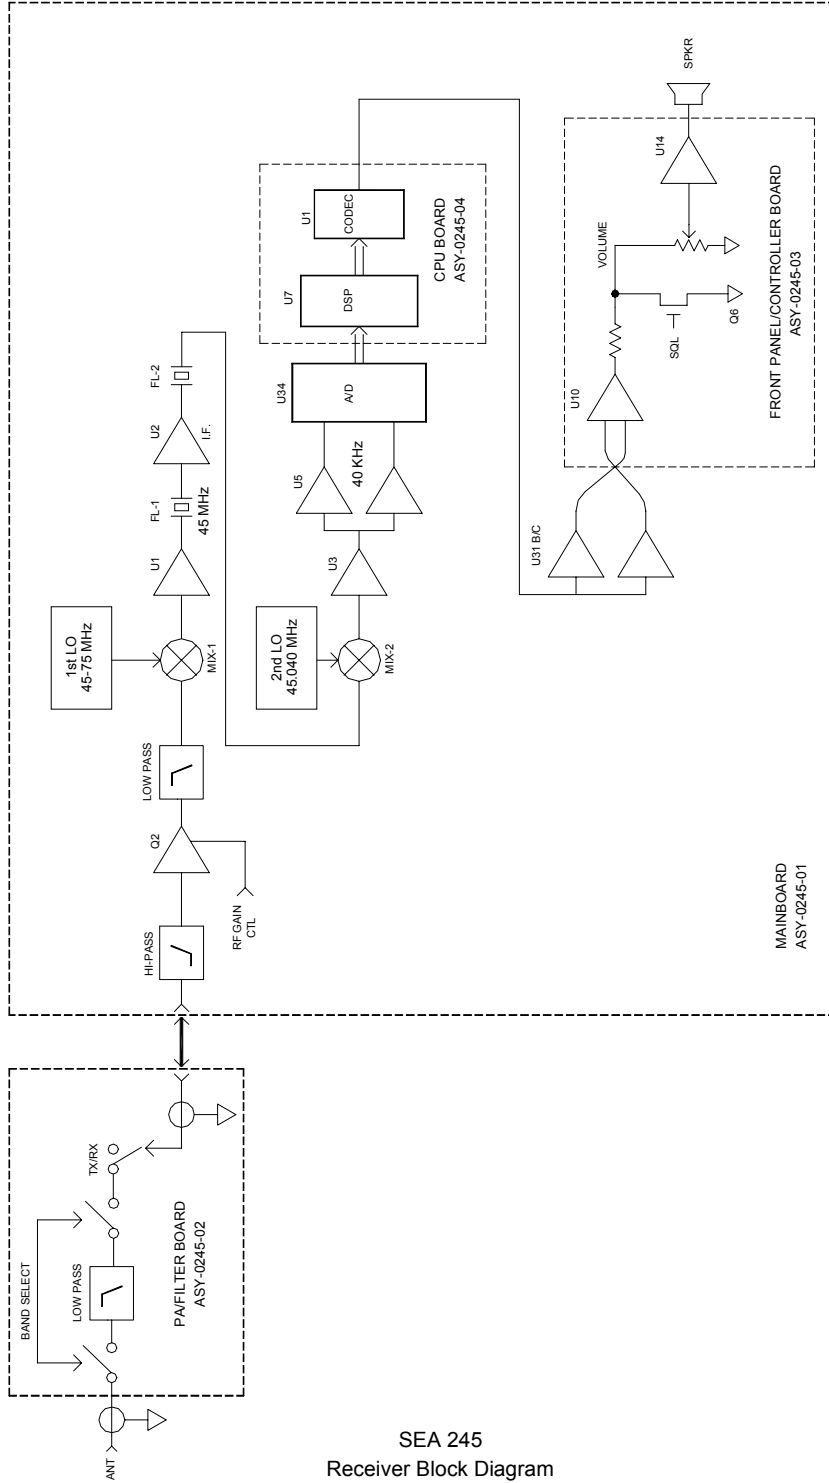 ANT
BAND SELECT
LOW PASS
TX/RX
PA/FILTER BOARD
ASY-0245-02
HI-PASS
Q2
RF GAIN
CTL
LOW PASS
1st LO
45-75 MHz
MIX-1
U1
FL-1
45 MHz
U2
I.F.
FL-2
2nd LO
45.040 MHz
MIX-2
U3
U5
40 KHz
U34
A/D
U7
DSP
U1
CODEC
CPU BOARD
ASY-0245-04
U31 B/C
U10
SQL
Q6
VOLUME
U14
SPKR
FRONT PANEL/CONTROLLER BOARD
ASY-0245-03
MAINBOARD
ASY-0245-01
SEA 245
Receiver Block Diagram